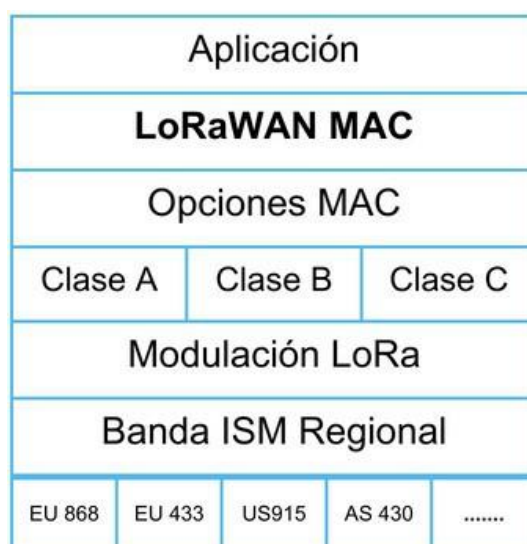 Aplicación
LoRaWAN MAC
Opciones MAC
Clase A Clase B Clase C
Modulación LoRa
Banda ISM Regional
EU 868 EU 433 US915 AS 430 .......